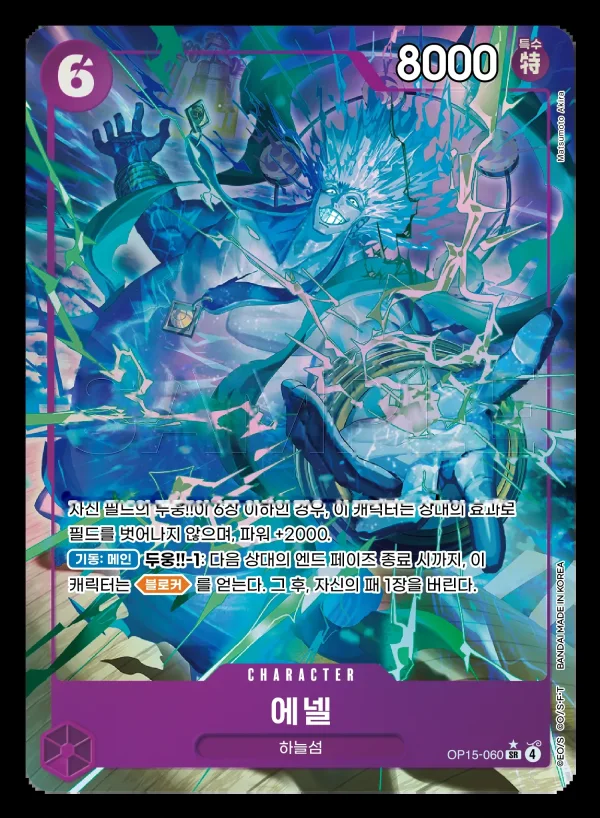 6
8000
특수
特
Matsumoto Akira
SAMPLE
자신 필드의 두웅!!이 6장 이하인 경우, 이 캐릭터는 상대의 효과로
필드를 벗어나지 않으며, 파워 +2000.
기동: 메인 두웅!!-1: 다음 상대의 엔드 페이즈 종료 시까지, 이
캐릭터는 블로커 를 얻는다. 그 후, 자신의 패 1장을 버린다.
CHARACTER
에넬
하늘섬
OP15-060 SR 4
©EO/S ©O/S·F·T BANDAI MADE IN KOREA